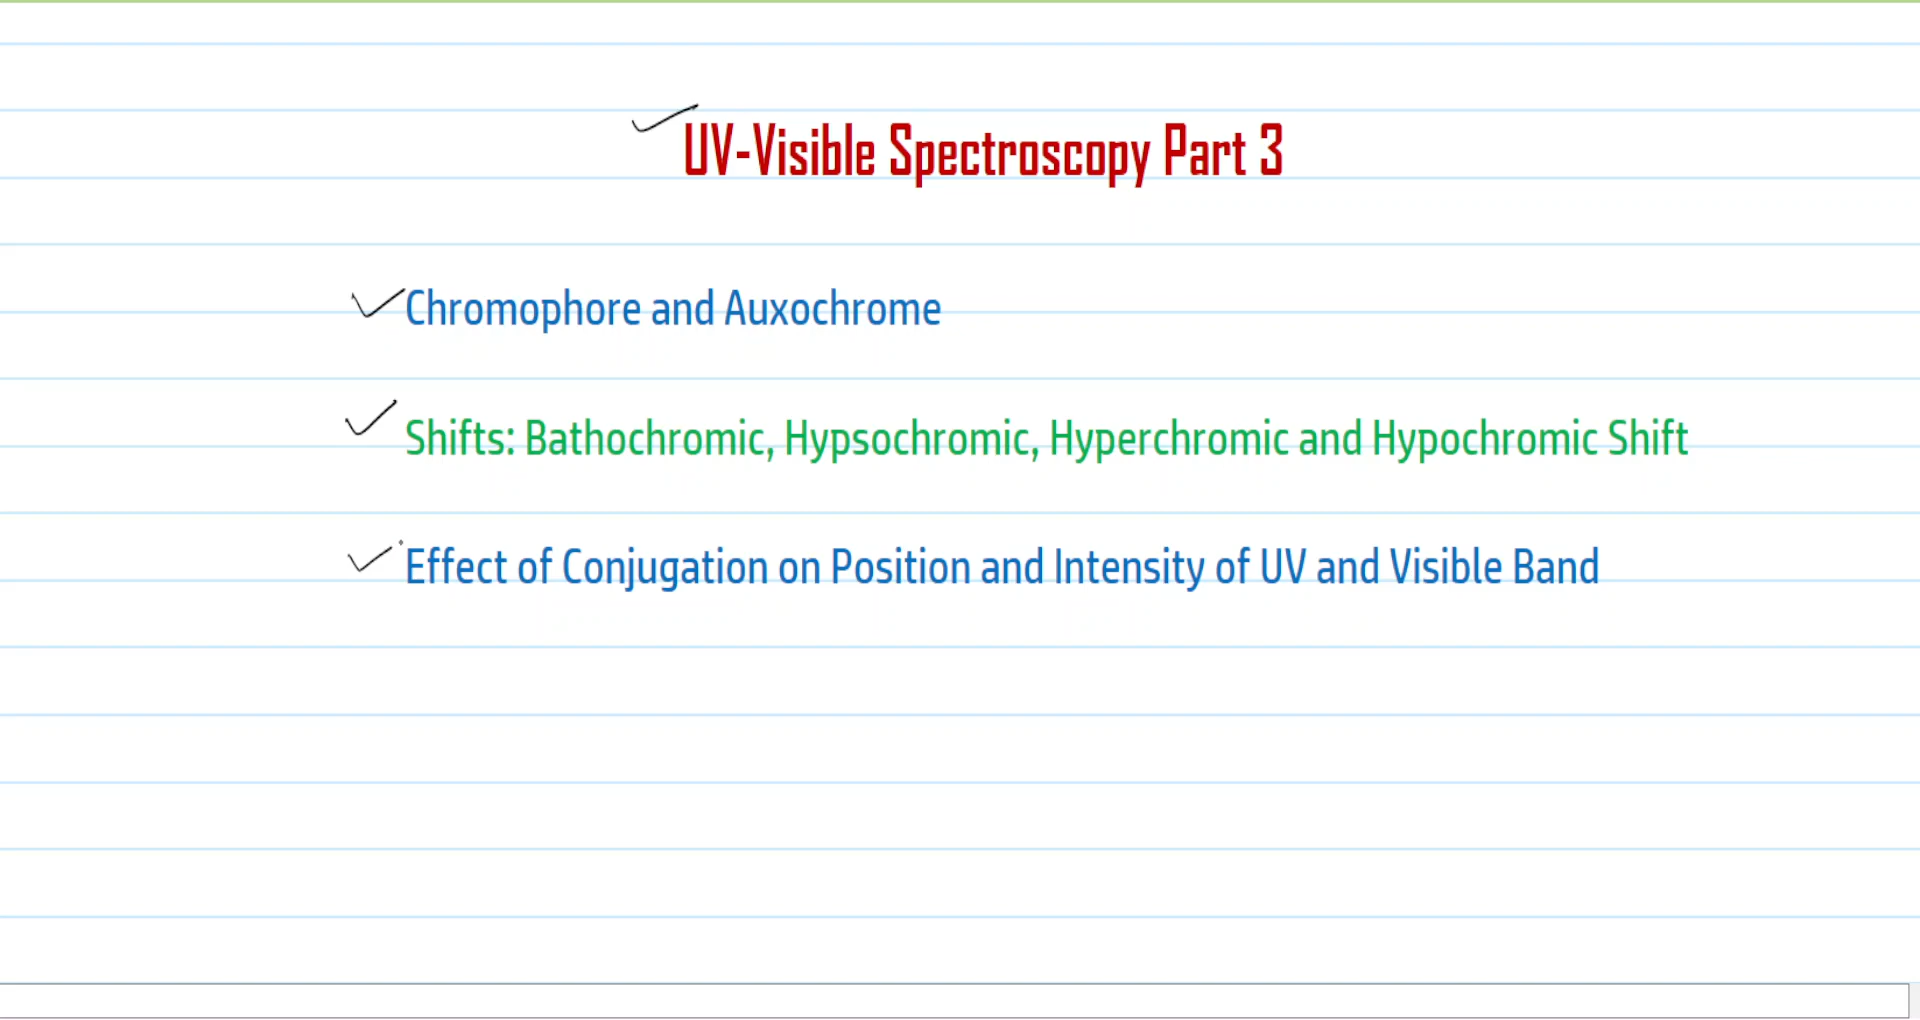 UV-Visible Spectroscopy Part 3
Chromophore and Auxochrome
Shifts: Bathochromic, Hypsochromic, Hyperchromic and Hypochromic Shift
Effect of Conjugation on Position and Intensity of UV and Visible Band